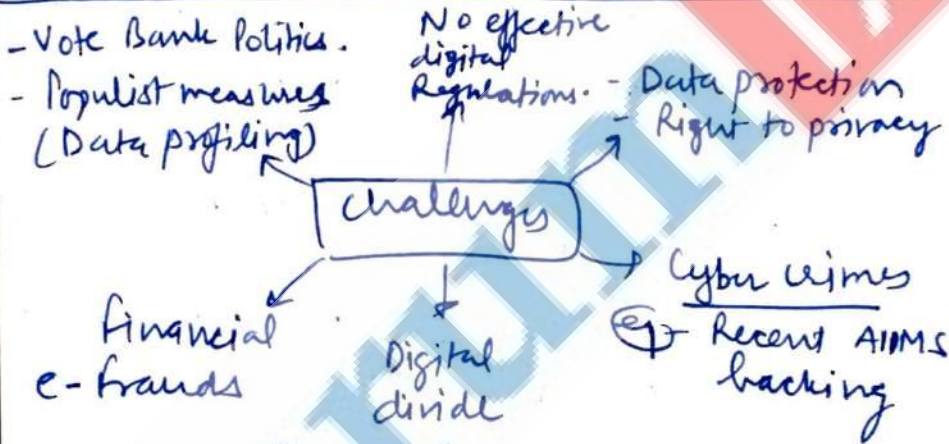 - Vote Bank Politics.
- Populist measures
(Data profiling)
No effective
digital
Regulations.
- Data protection
- Right to privacy
Challenges
Financial
e-frauds
Digital
divide
Cyber crimes
eg - Recent AIIMS
hacking